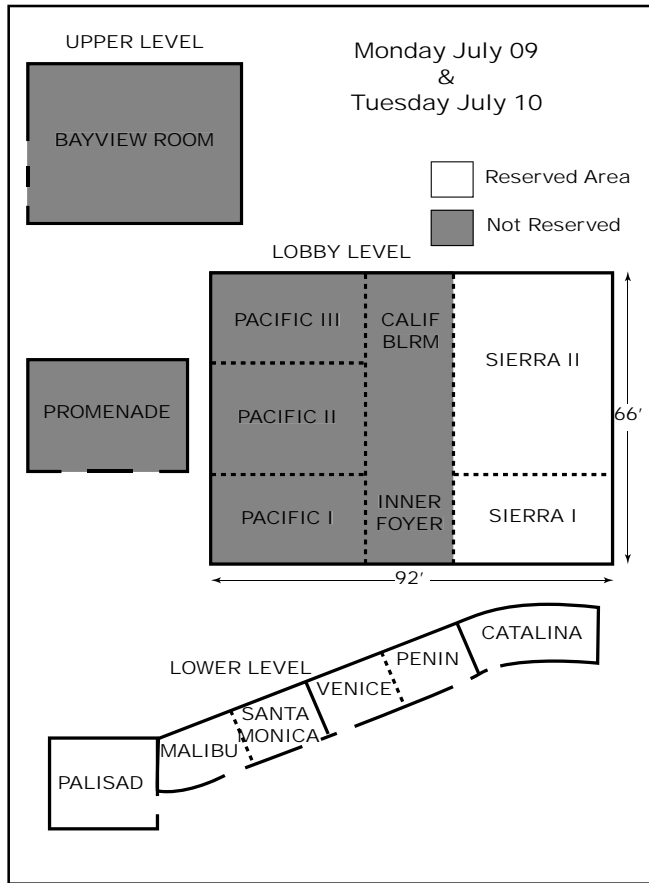 UPPER LEVEL
Monday July 09
&
Tuesday July 10
BAYVIEW ROOM
Reserved Area
Not Reserved
LOBBY LEVEL
PACIFIC III
CALIF
BLRM
SIERRA II
PROMENADE
PACIFIC II
66'
PACIFIC I
INNER
FOYER
SIERRA I
92'
CATALINA
PENIN
LOWER LEVEL
VENICE
SANTA
MONICA
MALIBU
PALISAD